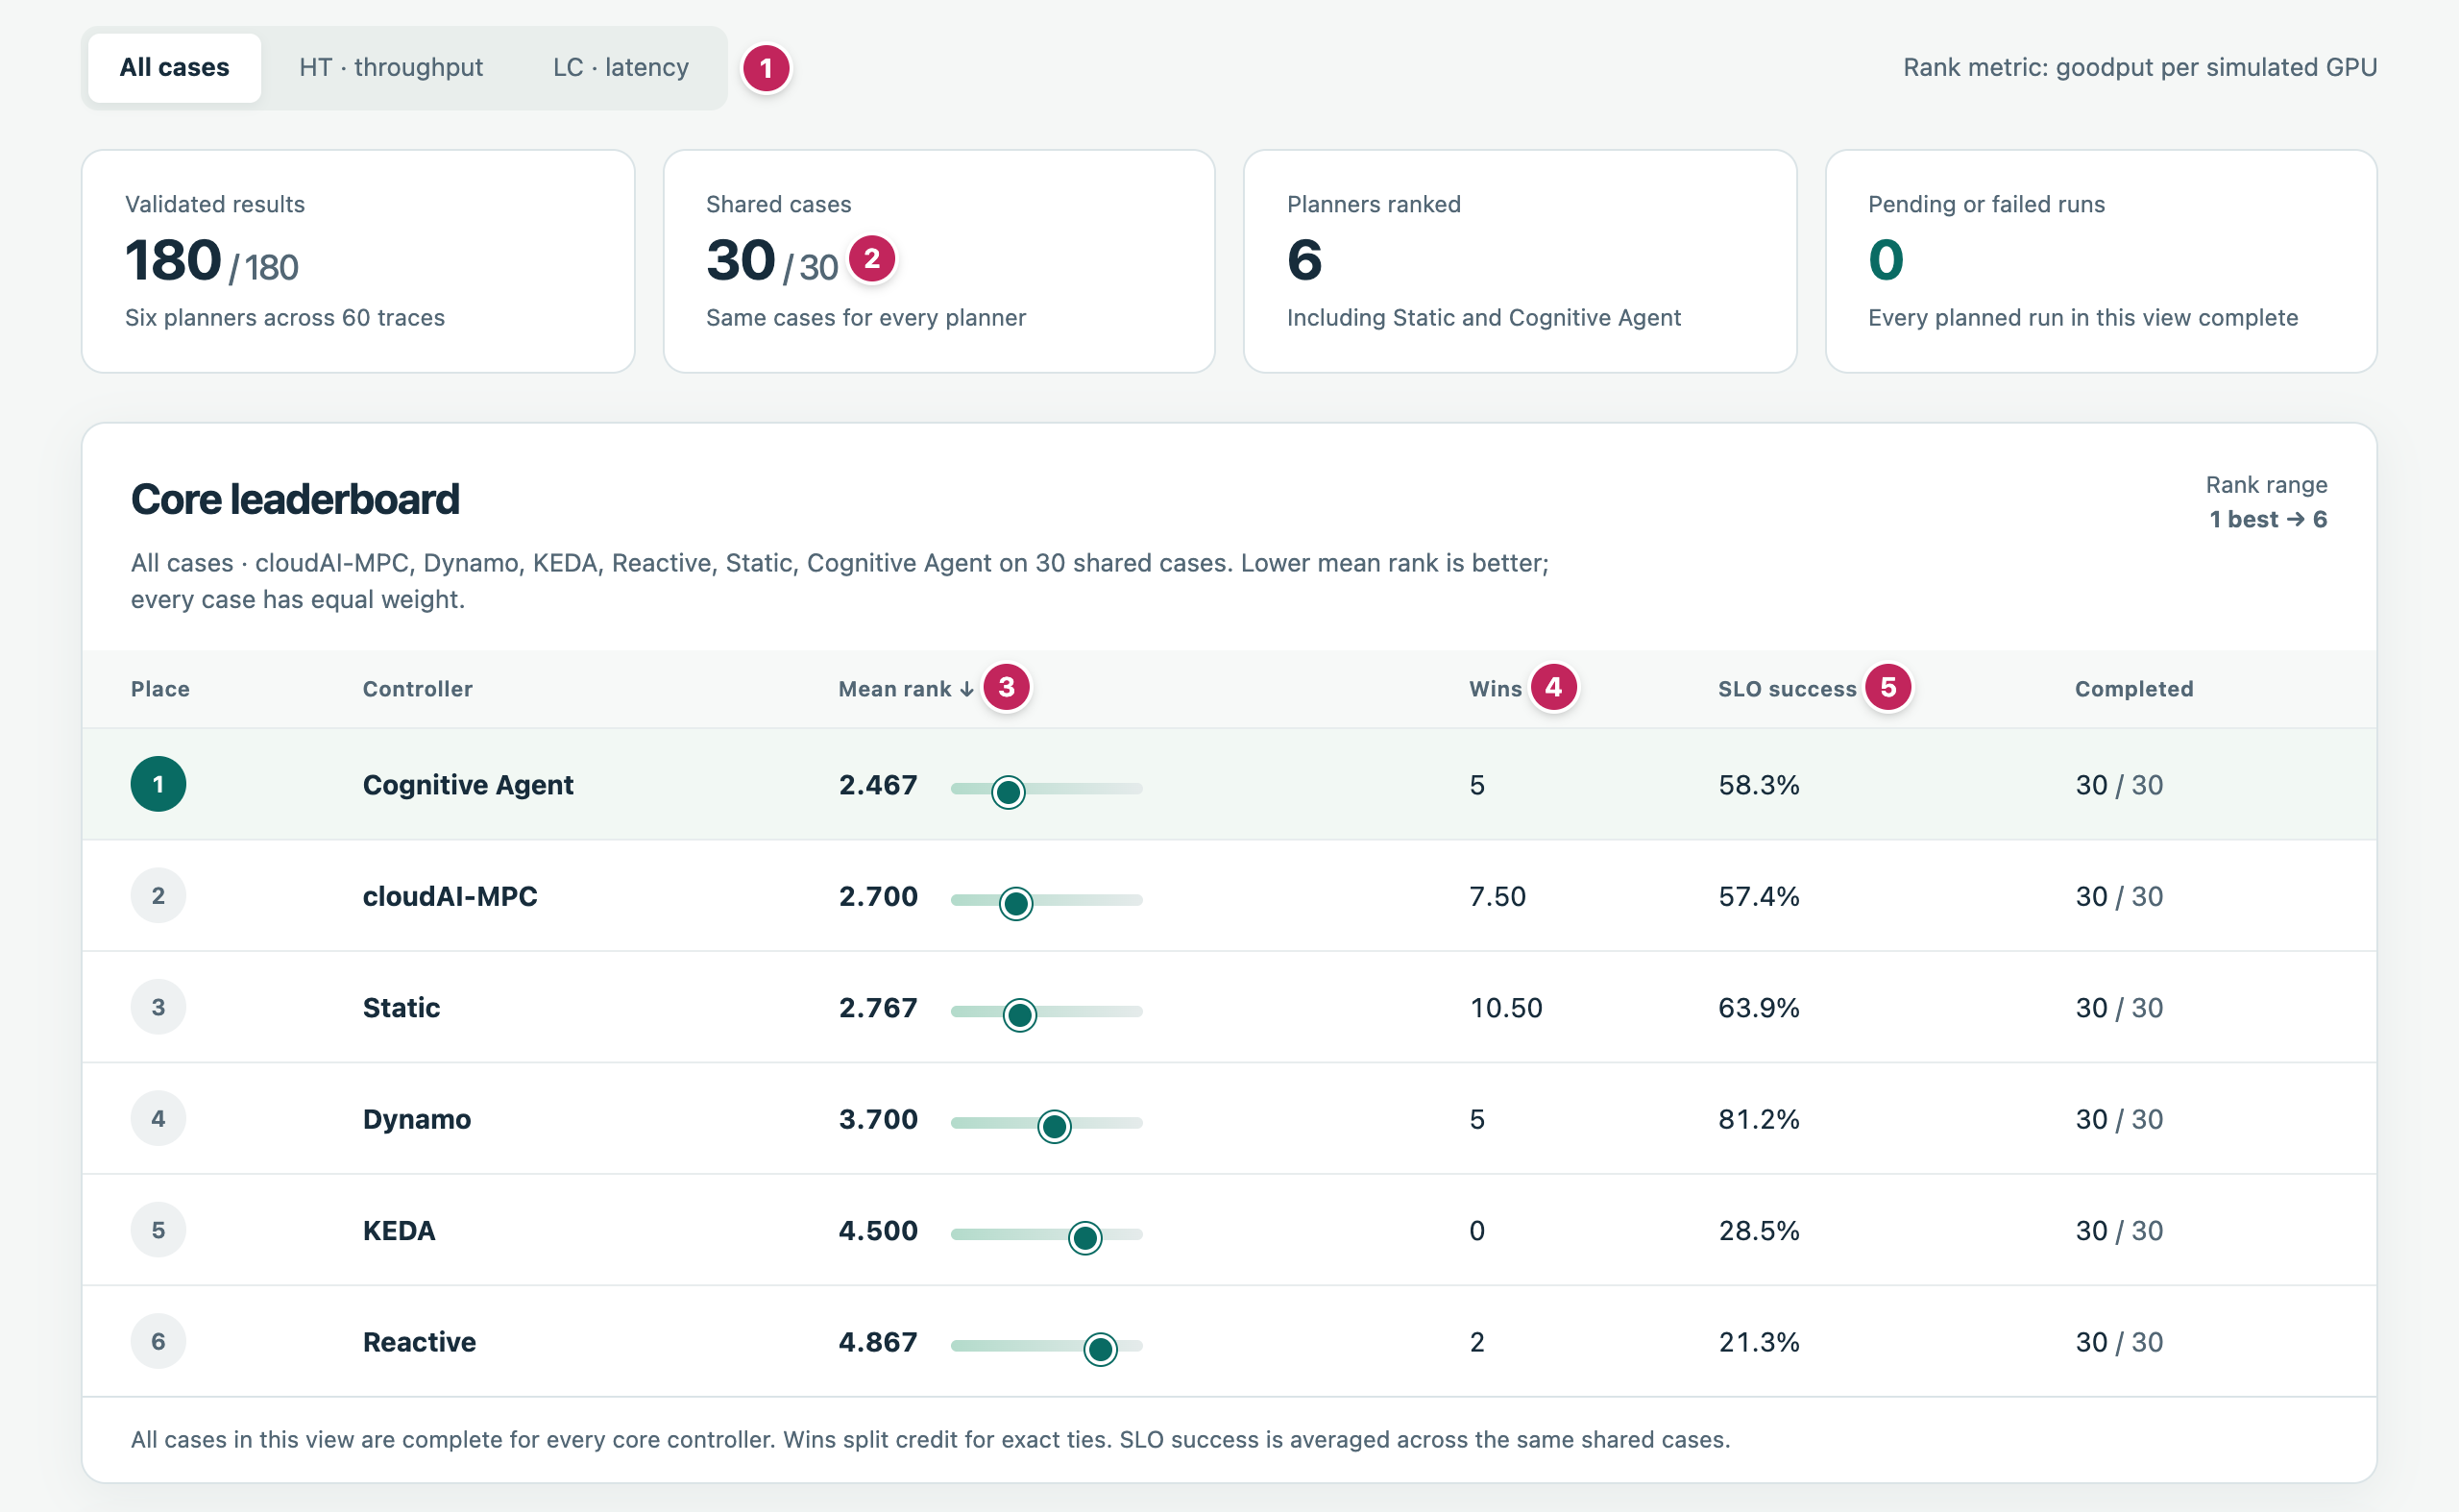 All cases
HT · throughput
LC · latency
1
Rank metric: goodput per simulated GPU
Validated results
180 / 180
Six planners across 60 traces
Shared cases
30 / 30
2
Same cases for every planner
Planners ranked
6
Including Static and Cognitive Agent
Pending or failed runs
0
Every planned run in this view complete
Core leaderboard
Rank range
1 best → 6
All cases · cloudAI-MPC, Dynamo, KEDA, Reactive, Static, Cognitive Agent on 30 shared cases. Lower mean rank is better;
every case has equal weight.
Place Controller Mean rank ↓ 3 Wins 4 SLO success 5 Completed
1 Cognitive Agent 2.467 5 58.3% 30 / 30
2 cloudAI-MPC 2.700 7.50 57.4% 30 / 30
3 Static 2.767 10.50 63.9% 30 / 30
4 Dynamo 3.700 5 81.2% 30 / 30
5 KEDA 4.500 0 28.5% 30 / 30
6 Reactive 4.867 2 21.3% 30 / 30
All cases in this view are complete for every core controller. Wins split credit for exact ties. SLO success is averaged across the same shared cases.